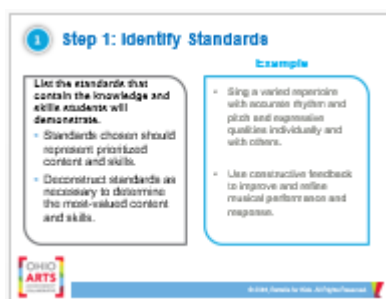 1 Step 1: Identify Standards
Example
List the standards that
contain the knowledge and
skills students will
demonstrate.
• Standards chosen should
represent prioritized
content and skills.
• Deconstruct standards as
necessary to determine
the most-valued content
and skills.
• Sing a varied repertoire
with accurate rhythm and
pitch and expressive
qualities individually and
with others.
• Use constructive feedback
to improve and refine
musical performance and
response.
OHIO
ARTS
All Rights Reserved